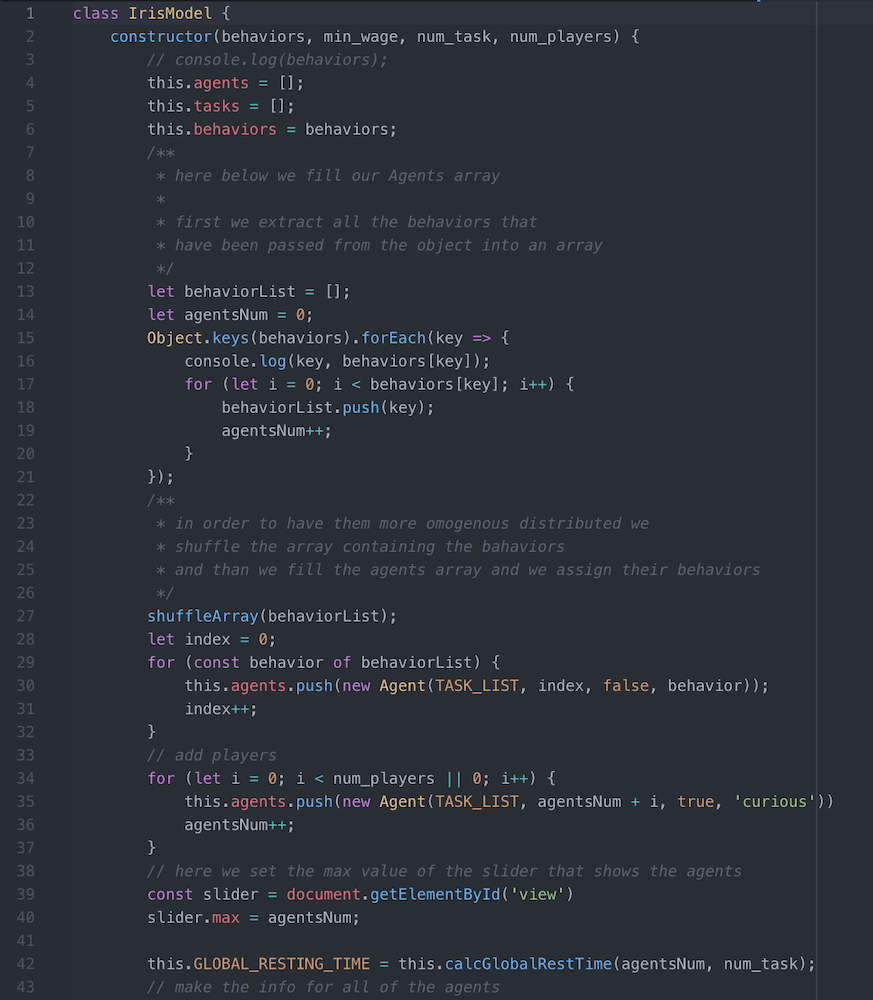 1 class IrisModel {
2 constructor(behaviors, min_wage, num_task, num_players) {
3 // console.log(behaviors);
4 this.agents = [];
5 this.tasks = [];
6 this.behaviors = behaviors;
7 /**
8 * here below we fill our Agents array
9 *
10 * first we extract all the behaviors that
11 * have been passed from the object into an array
12 */
13 let behaviorList = [];
14 let agentsNum = 0;
15 Object.keys(behaviors).forEach(key => {
16 console.log(key, behaviors[key]);
17 for (let i = 0; i < behaviors[key]; i++) {
18 behaviorList.push(key);
19 agentsNum++;
20 }
21 });
22 /**
23 * in order to have them more omogenous distributed we
24 * shuffle the array containing the bahaviors
25 * and than we fill the agents array and we assign their behaviors
26 */
27 shuffleArray(behaviorList);
28 let index = 0;
29 for (const behavior of behaviorList) {
30 this.agents.push(new Agent(TASK_LIST, index, false, behavior));
31 index++;
32 }
33 // add players
34 for (let i = 0; i < num_players || 0; i++) {
35 this.agents.push(new Agent(TASK_LIST, agentsNum + i, true, 'curious'))
36 agentsNum++;
37 }
38 // here we set the max value of the slider that shows the agents
39 const slider = document.getElementById('view')
40 slider.max = agentsNum;
41
42 this.GLOBAL_RESTING_TIME = this.calcGlobalRestTime(agentsNum, num_task);
43 // make the info for all of the agents